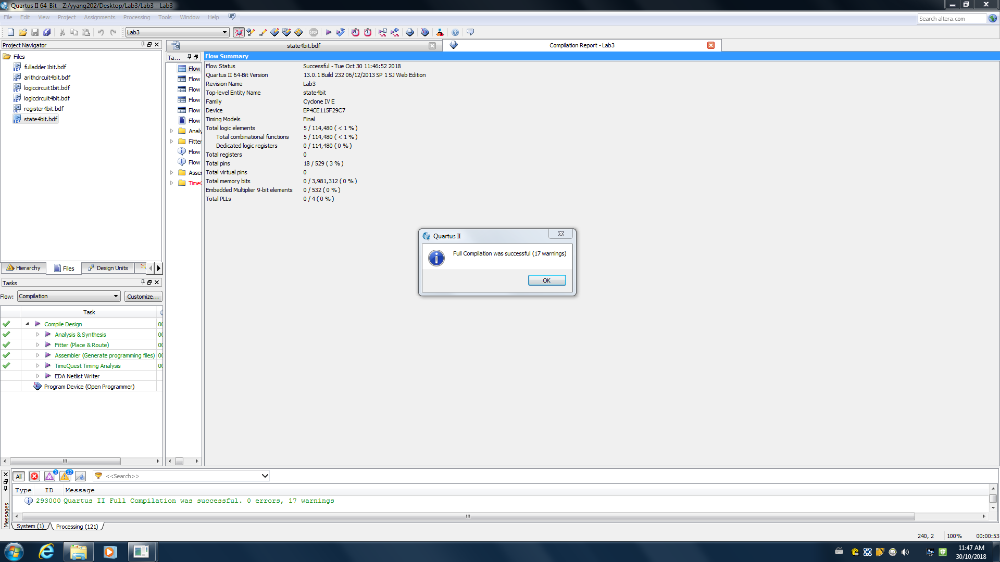 Quartus II 64-Bit - Z:/yyang202/Desktop/Lab3/Lab3 - Lab3
File Edit View Project Assignments Processing Tools Window Help
Search altera.com
Lab3
STOP
Project Navigator
Files
fulladder1bit.bdf
arithcircuit4bit.bdf
logiccircuit1bit.bdf
logiccircuit4bit.bdf
register4bit.bdf
state4bit.bdf
Hierarchy Files Design Units
Tasks
Flow: Compilation Customize...
Task
Compile Design
Analysis & Synthesis
Fitter (Place & Route)
Assembler (Generate programming files)
TimeQuest Timing Analysis
EDA Netlist Writer
Program Device (Open Programmer)
state4bit.bdf
Compilation Report - Lab3
Ta...
Flow
Flow
Flow
Flow
Flow
Flow
Analy
Fitter
Flow
Flow
Asse
Time
Flow Summary
Flow Status Successful - Tue Oct 30 11:46:52 2018
Quartus II 64-Bit Version 13.0.1 Build 232 06/12/2013 SP 1 SJ Web Edition
Revision Name Lab3
Top-level Entity Name state4bit
Family Cyclone IV E
Device EP4CE115F29C7
Timing Models Final
Total logic elements 5 / 114,480 ( < 1 % )
Total combinational functions 5 / 114,480 ( < 1 % )
Dedicated logic registers 0 / 114,480 ( 0 % )
Total registers 0
Total pins 18 / 529 ( 3 % )
Total virtual pins 0
Total memory bits 0 / 3,981,312 ( 0 % )
Embedded Multiplier 9-bit elements 0 / 532 ( 0 % )
Total PLLs 0 / 4 ( 0 % )
Quartus II
Full Compilation was successful (17 warnings)
OK
All 3 12 <<Search>>
Type ID Message
293000 Quartus II Full Compilation was successful. 0 errors, 17 warnings
Messages
System (1) Processing (121)
240, 2 100% 00:00:53
11:47 AM
30/10/2018